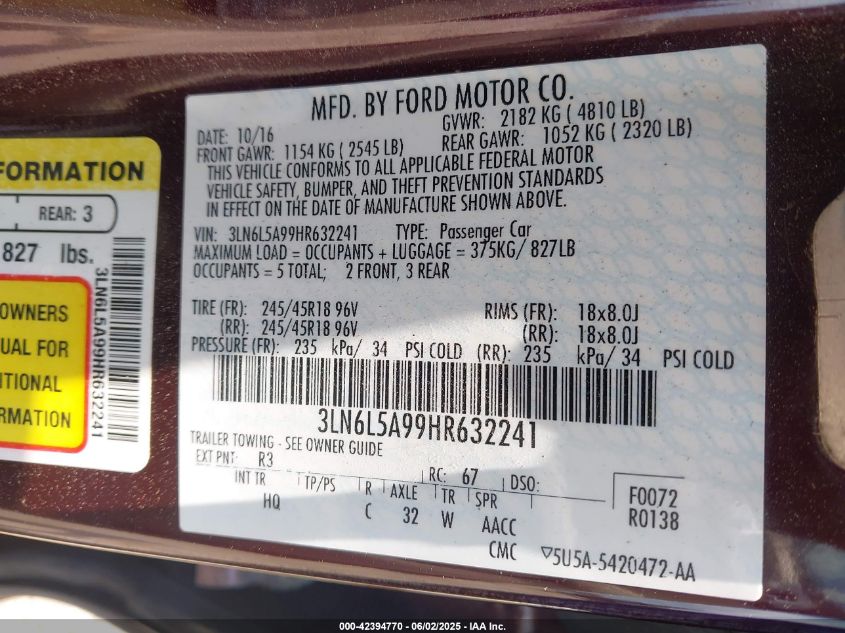 MFD. BY FORD MOTOR CO.
DATE: 10/16
GVWR: 2182 KG ( 4810 LB)
FRONT GAWR: 1154 KG ( 2545 LB)
REAR GAWR: 1052 KG ( 2320 LB)
THIS VEHICLE CONFORMS TO ALL APPLICABLE FEDERAL MOTOR
VEHICLE SAFETY, BUMPER, AND THEFT PREVENTION STANDARDS
IN EFFECT ON THE DATE OF MANUFACTURE SHOWN ABOVE.
VIN: 3LN6L5A99HR632241 TYPE: Passenger Car
MAXIMUM LOAD = OCCUPANTS + LUGGAGE = 375KG/ 827LB
OCCUPANTS = 5 TOTAL; 2 FRONT, 3 REAR
TIRE (FR): 245/45R18 96V RIMS (FR): 18x8.0J
(RR): 245/45R18 96V (RR): 18x8.0J
PRESSURE (FR): 235 kPa/ 34 PSI COLD (RR): 235 kPa/ 34 PSI COLD
3LN6L5A99HR632241
TRAILER TOWING - SEE OWNER GUIDE
EXT PNT: R3 RC: 67 DSO:
INT TR TP/PS R AXLE TR SPR
HQ C 32 W AACC
CMC
F0072
R0138
▽5U5A-5420472-AA
FORMATION
REAR: 3
827 lbs.
OWNERS
UAL FOR
ITIONAL
RMATION
3LN6L5A99HR632241
000-42394770 - 06/02/2025 - IAA Inc.